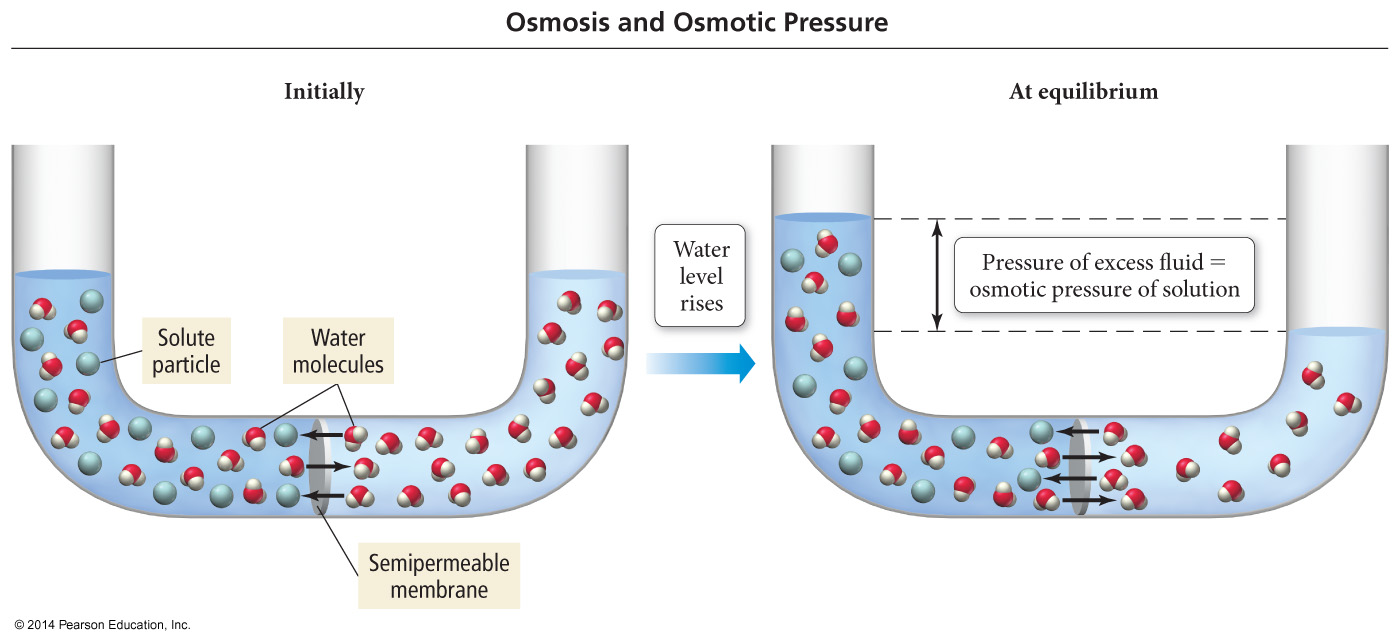 Osmosis and Osmotic Pressure
Initially
At equilibrium
Solute
particle
Water
molecules
Semipermeable
membrane
Water
level
rises
Pressure of excess fluid =
osmotic pressure of solution
© 2014 Pearson Education, Inc.